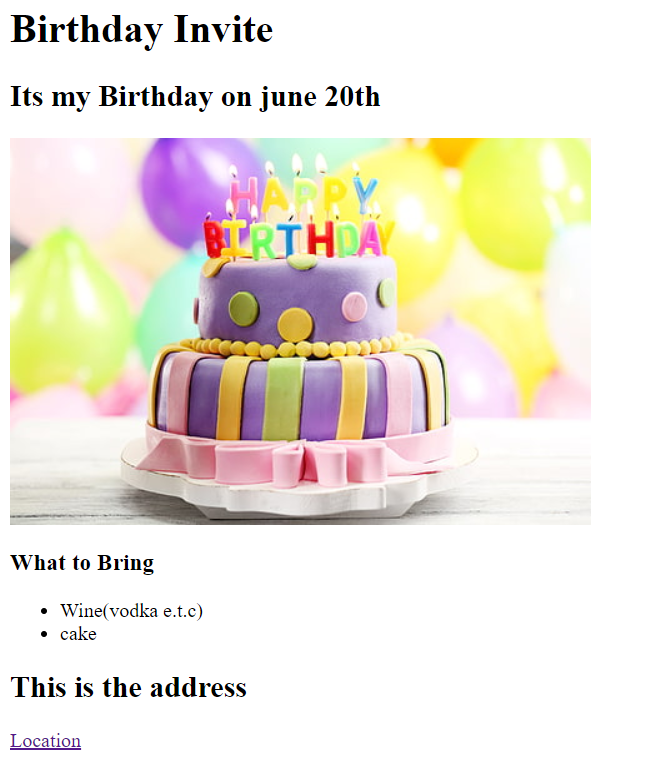 Birthday Invite
Its my Birthday on june 20th
HAPPY
BIRTHDAY
What to Bring
Wine(vodka e.t.c)
cake
This is the address
Location